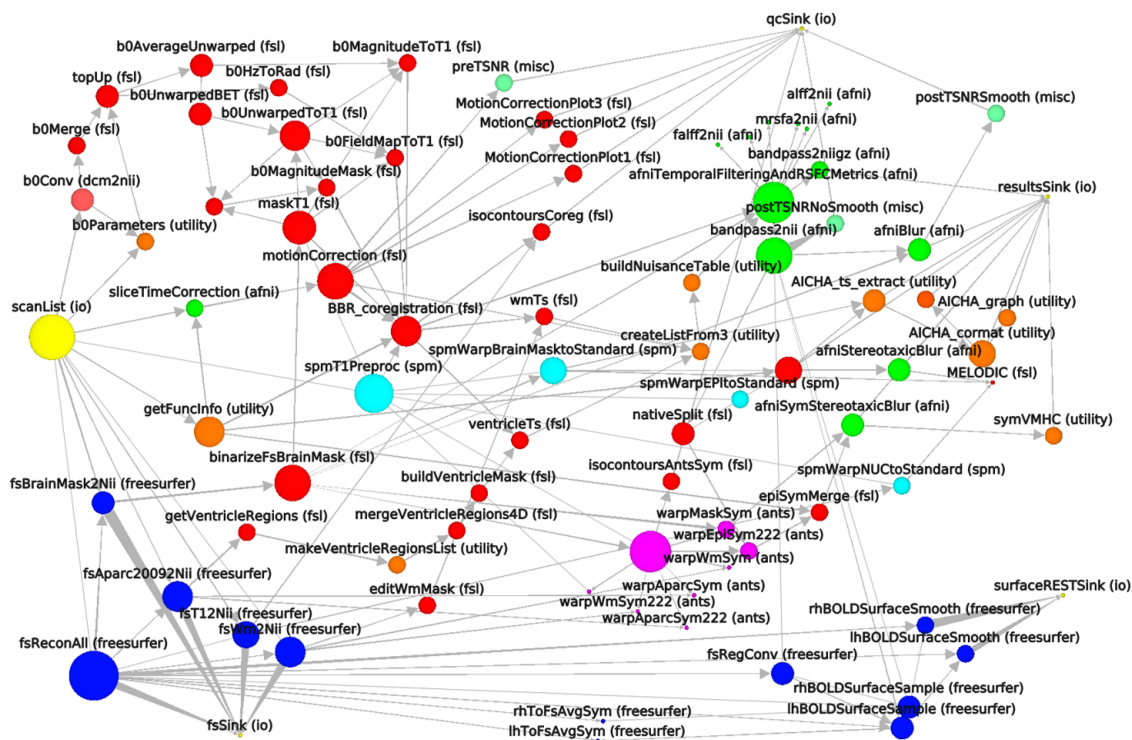 qcSink (io)
b0AverageUnwarped (fsl)
b0MagnitudeToT1 (fsl)
b0HzToRad (fsl)
preTSNR (misc)
topUp (fsl)
b0UnwarpedBET (fsl)
alff2nii (afni)
postTSNRSmooth (misc)
MotionCorrectionPlot3 (fsl)
b0UnwarpedToT1 (fsl)
MotionCorrectionPlot2 (fsl)
mrsfa2nii (afni)
b0Merge (fsl)
falff2nii (afni)
b0FieldMapToT1 (fsl)
MotionCorrectionPlot1 (fsl)
bandpass2niigz (afni)
b0MagnitudeMask (fsl)
afniTemporalFilteringAndRSFCMetrics (afni)
b0Conv (dcm2nii)
resultsSink (io)
maskT1 (fsl)
postTSNRNoSmooth (misc)
b0Parameters (utility)
isocontoursCoreg (fsl)
bandpass2nii (afni)
afniBlur (afni)
motionCorrection (fsl)
buildNuisanceTable (utility)
AICHA_ts_extract (utility)
sliceTimeCorrection (afni)
scanList (io)
BBR_coregistration (fsl)
wmTs (fsl)
AICHA_graph (utility)
createListFrom3 (utility)
AICHA_cormat (utility)
spmWarpBrainMasktoStandard (spm)
afniStereotaxicBlur (afni)
spmT1Preproc (spm)
MELODIC (fsl)
spmWarpEPItoStandard (spm)
getFuncInfo (utility)
nativeSplit (fsl)
afniSymStereotaxicBlur (afni)
ventricleTs (fsl)
symVMHC (utility)
binarizeFsBrainMask (fsl)
isocontoursAntsSym (fsl)
spmWarpNUCtoStandard (spm)
fsBrainMask2Nii (freesurfer)
buildVentricleMask (fsl)
epiSymMerge (fsl)
getVentricleRegions (fsl)
mergeVentricleRegions4D (fsl)
warpMaskSym (ants)
warpEpiSym222 (ants)
makeVentricleRegionsList (utility)
warpWmSym (ants)
fsAparc20092Nii (freesurfer)
editWmMask (fsl)
warpAparcSym (ants)
surfaceRESTSink (io)
warpWmSym222 (ants)
rhBOLDSurfaceSmooth (freesurfer)
fsT12Nii (freesurfer)
warpAparcSym222 (ants)
fsWm2Nii (freesurfer)
lhBOLDSurfaceSmooth (freesurfer)
fsReconAll (freesurfer)
fsRegConv (freesurfer)
rhBOLDSurfaceSample (freesurfer)
lhBOLDSurfaceSample (freesurfer)
rhToFsAvgSym (freesurfer)
fsSink (io)
lhToFsAvgSym (freesurfer)